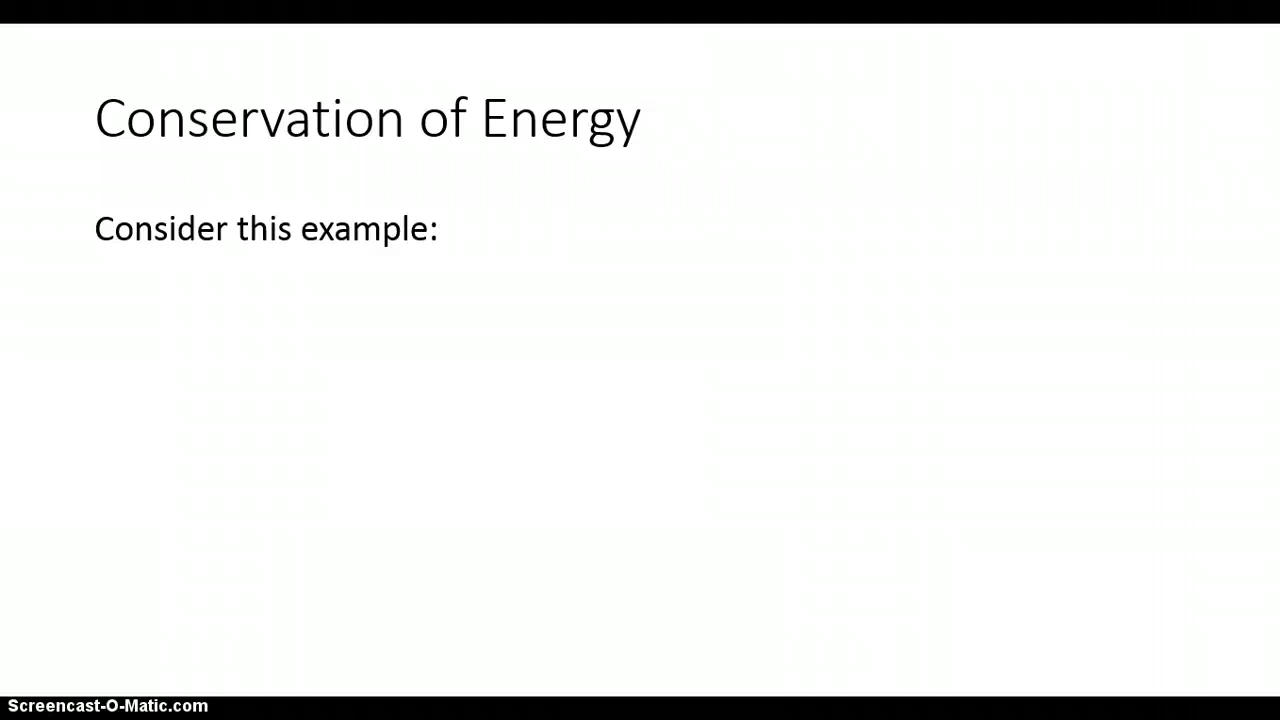 Conservation of Energy
Consider this example:
Screencast-O-Matic.com